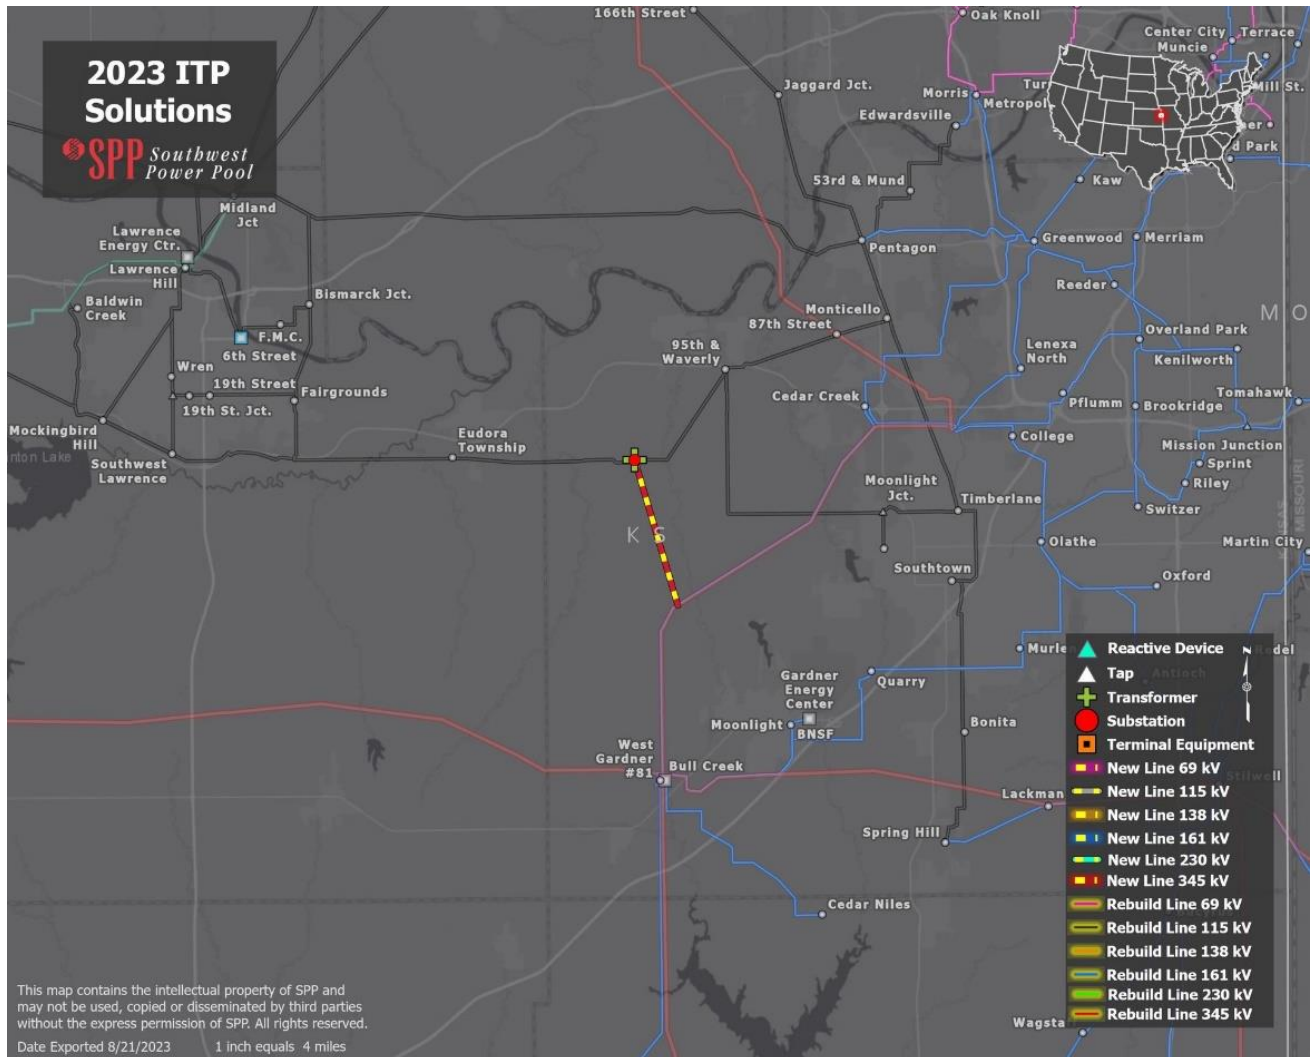 2023 ITP
Solutions
SPP Southwest
Power Pool
166th Street
Oak Knoll
Center City
Terrace
Muncie
Jaggard Jct.
Morris
Metropol
Mill St.
Edwardsville
53rd & Mund
Kaw
d Park
Midland
Jct
Lawrence
Energy Ctr.
Lawrence
Hill
Pentagon
Greenwood
Merriam
Baldwin
Creek
Bismarck Jct.
Reeder
F.M.C.
6th Street
Monticello
87th Street
M O
Overland Park
95th &
Waverly
Lenexa
North
Kenilworth
Wren
19th Street
Fairgrounds
19th St. Jct.
Cedar Creek
Pflumm
Brookridge
Tomahawk
Mockingbird
Hill
nton Lake
Southwest
Lawrence
Eudora
Township
College
Mission Junction
Sprint
Riley
Moonlight
Jct.
Timberlane
Switzer
K S
KANSAS
MISSOURI
Olathe
Martin City
Southtown
Oxford
Murlen
Redel
Antioch
Gardner
Energy
Center
Quarry
Moonlight
BNSF
Bonita
West
Gardner
#81
Bull Creek
Stilwell
Lackman
Spring Hill
Cedar Niles
Bucyrus
Wagsta
N
Reactive Device
Tap
Transformer
Substation
Terminal Equipment
New Line 69 kV
New Line 115 kV
New Line 138 kV
New Line 161 kV
New Line 230 kV
New Line 345 kV
Rebuild Line 69 kV
Rebuild Line 115 kV
Rebuild Line 138 kV
Rebuild Line 161 kV
Rebuild Line 230 kV
Rebuild Line 345 kV
This map contains the intellectual property of SPP and
may not be used, copied or disseminated by third parties
without the express permission of SPP. All rights reserved.
Date Exported 8/21/2023 1 inch equals 4 miles